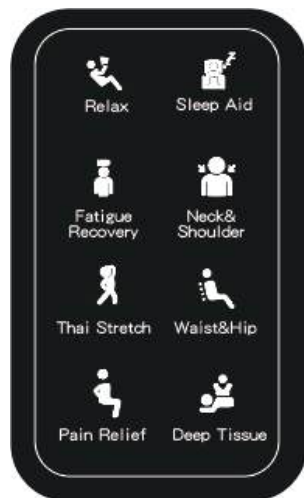 Relax
Sleep Aid
Fatigue
Recovery
Neck&
Shoulder
Thai Stretch
Waist&Hip
Pain Relief
Deep Tissue